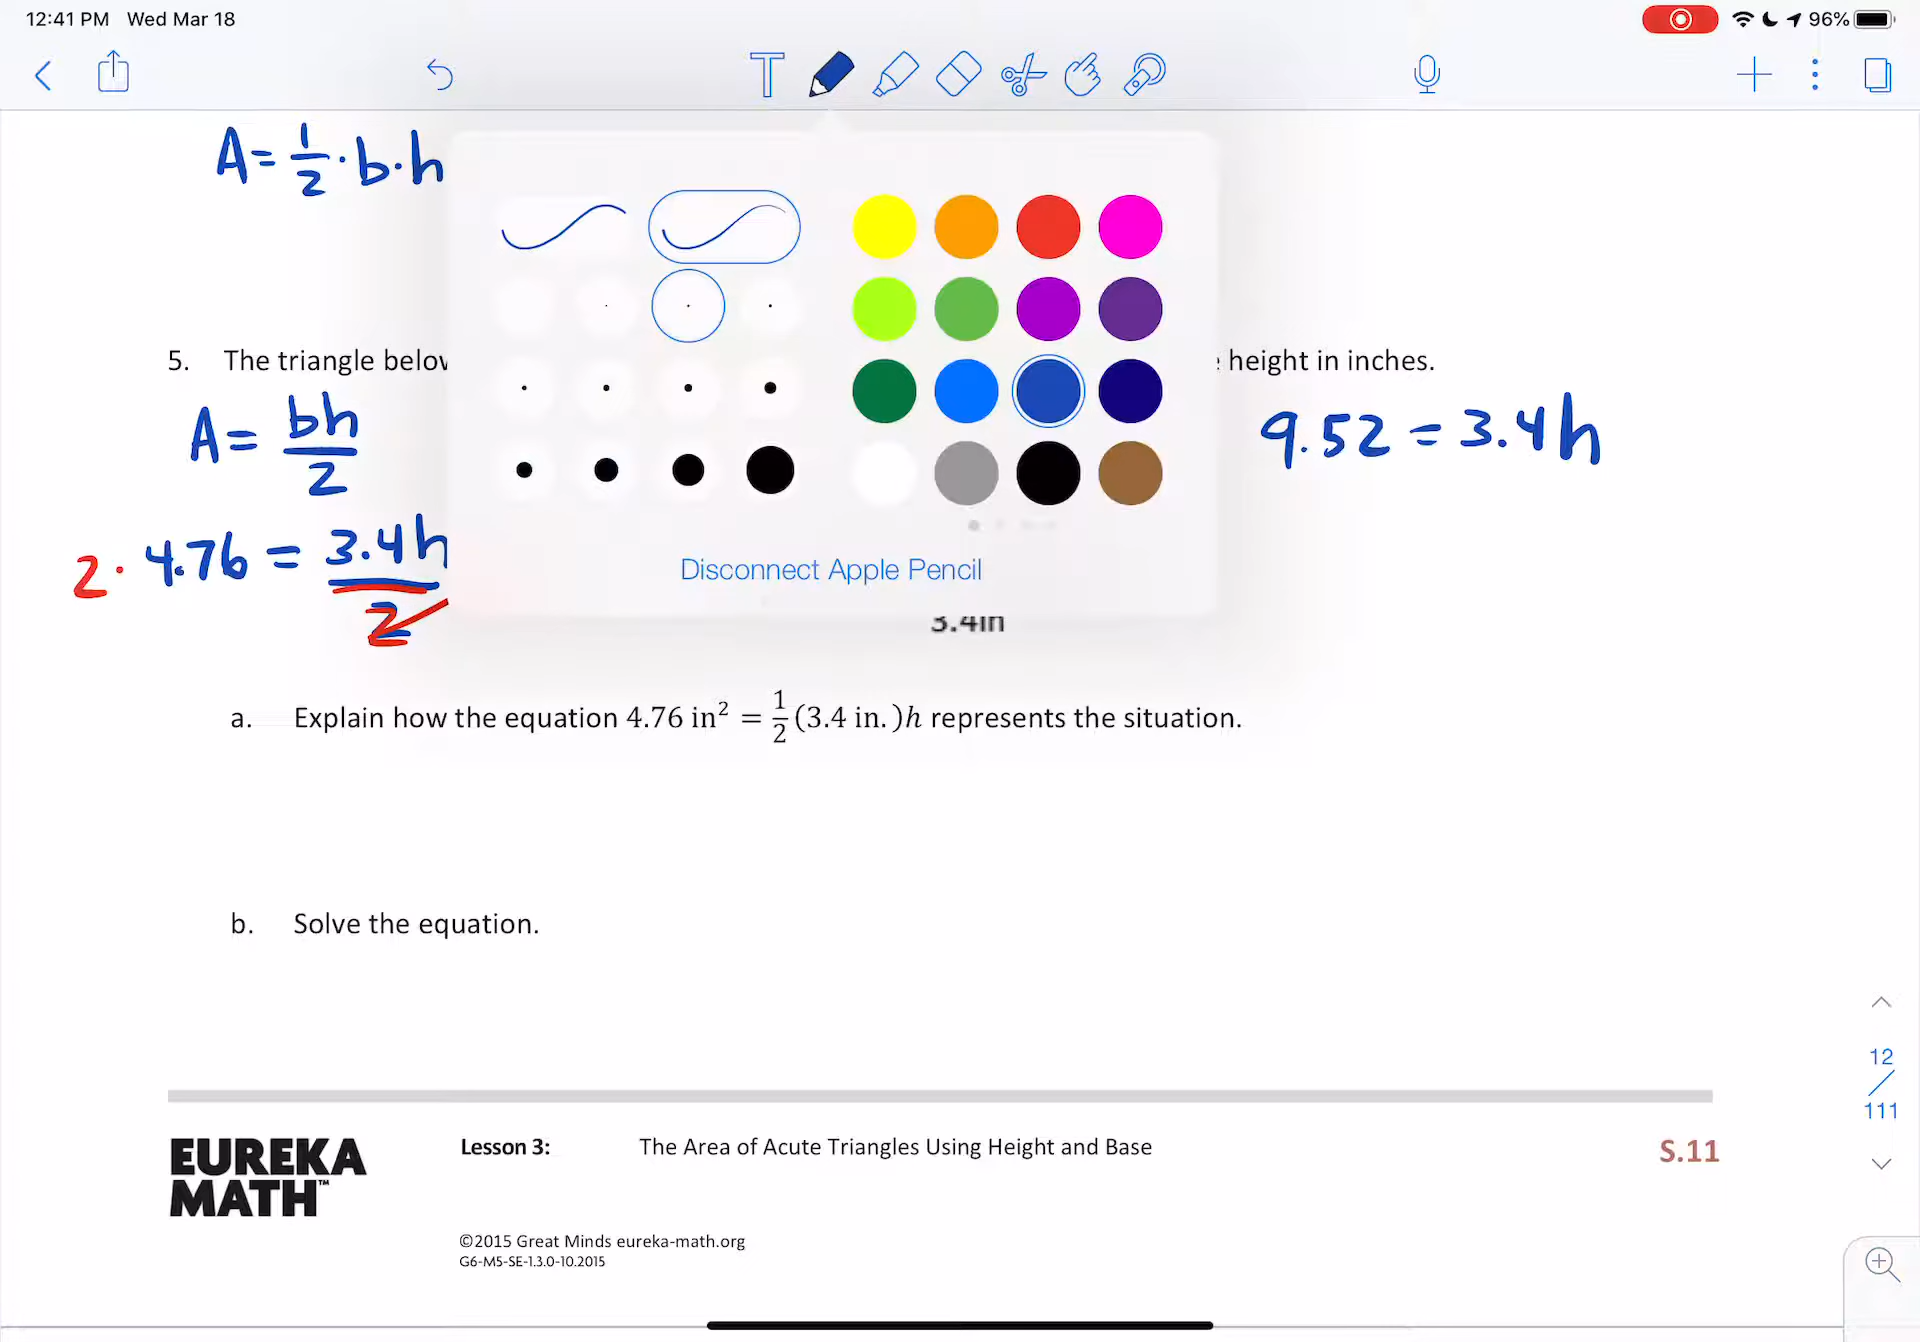 12:41 PM Wed Mar 18
96%
T
A = 1/2 · b · h
5. The triangle below
height in inches.
A = bh/2
9.52 = 3.4h
2 · 4.76 = 3.4h/2
Disconnect Apple Pencil
3.4in
a. Explain how the equation 4.76 in² = 1/2 (3.4 in.)h represents the situation.
b. Solve the equation.
12
/
111
EUREKA
MATH™
Lesson 3: The Area of Acute Triangles Using Height and Base
S.11
©2015 Great Minds eureka-math.org
G6-M5-SE-1.3.0-10.2015